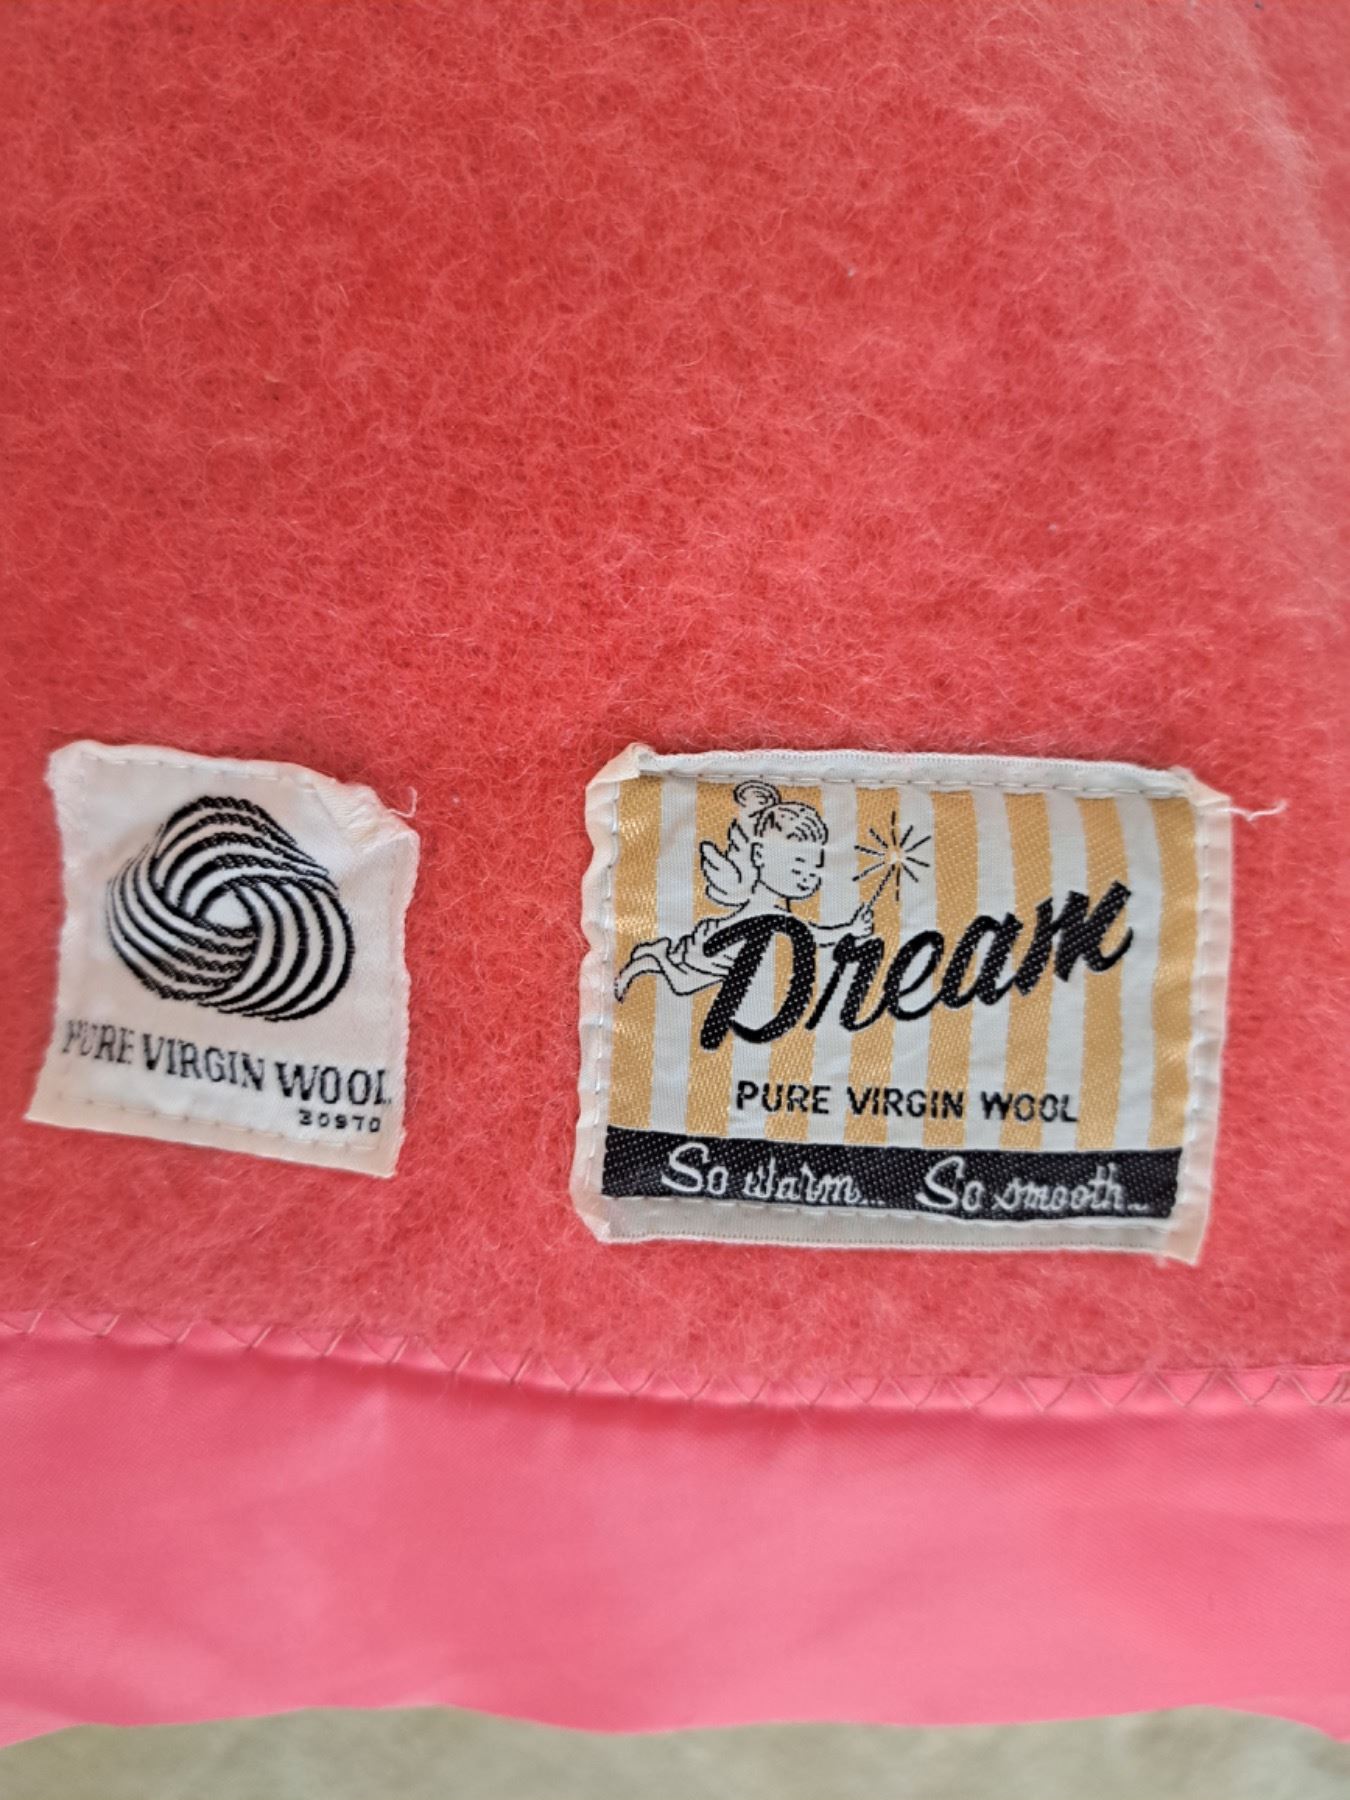 PURE VIRGIN WOOL
30970
Dream
PURE VIRGIN WOOL
So warm... So smooth...